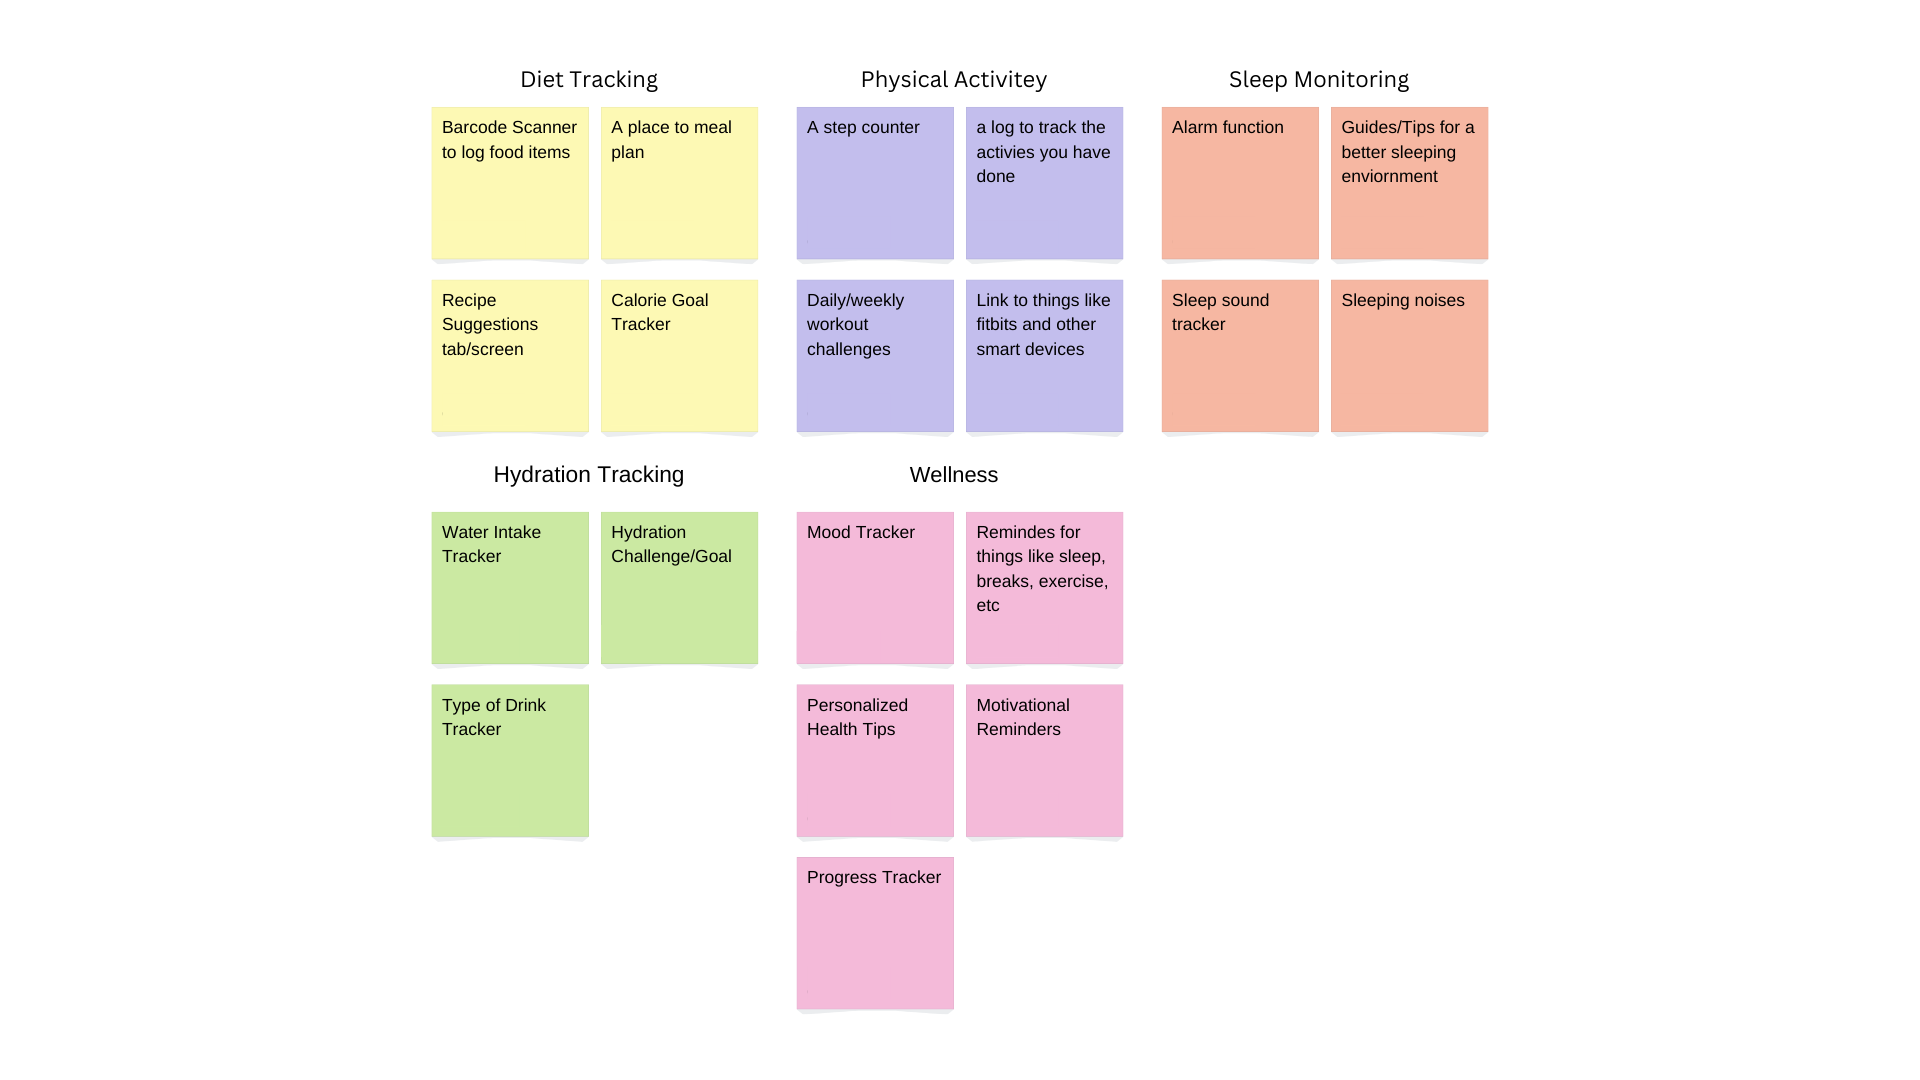 Diet Tracking
Barcode Scanner
to log food items
A place to meal
plan
Recipe
Suggestions
tab/screen
Calorie Goal
Tracker
Physical Activitey
A step counter
a log to track the
activies you have
done
Daily/weekly
workout
challenges
Link to things like
fitbits and other
smart devices
Sleep Monitoring
Alarm function
Guides/Tips for a
better sleeping
enviornment
Sleep sound
tracker
Sleeping noises
Hydration Tracking
Water Intake
Tracker
Hydration
Challenge/Goal
Type of Drink
Tracker
Wellness
Mood Tracker
Remindes for
things like sleep,
breaks, exercise,
etc
Personalized
Health Tips
Motivational
Reminders
Progress Tracker